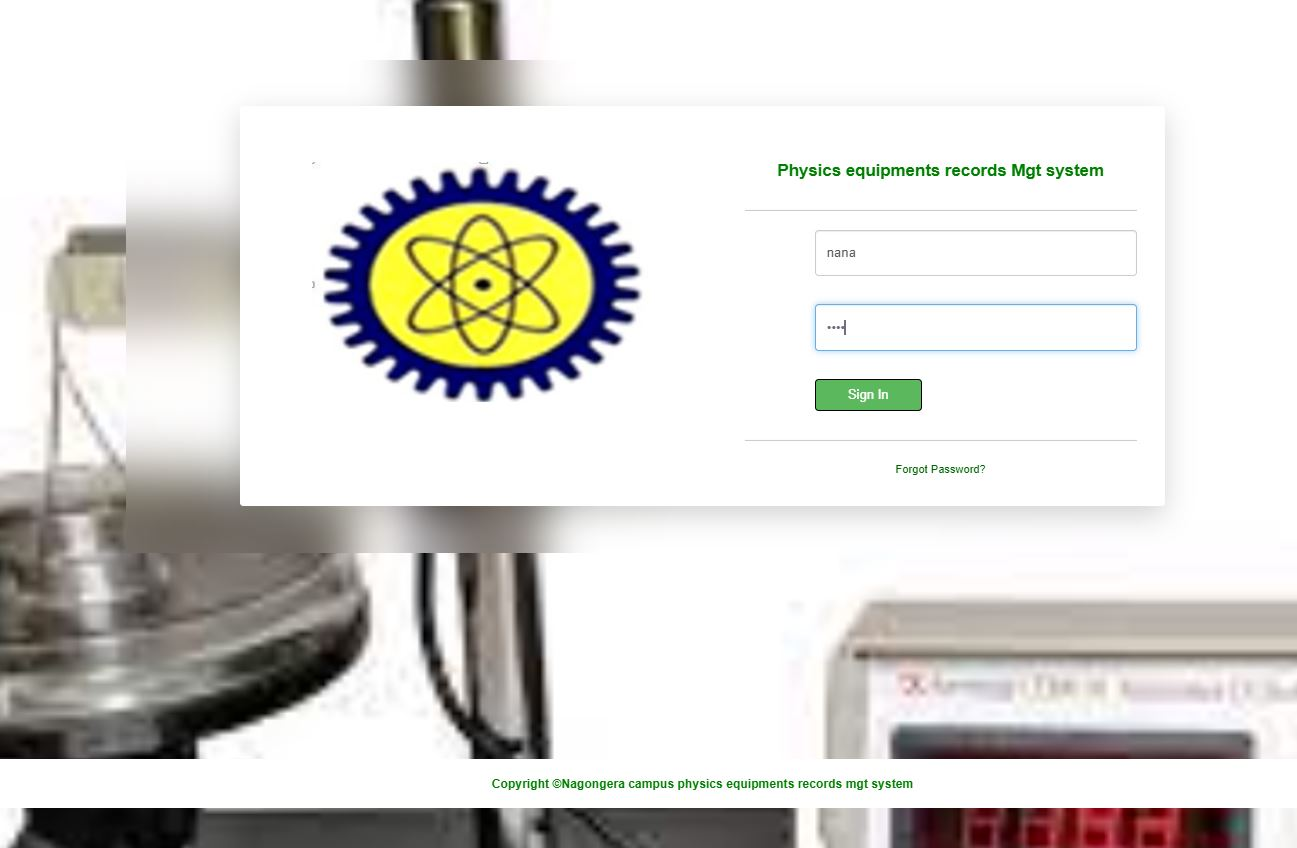 Physics equipments records Mgt system
nana
••••
Sign In
Forgot Password?
Copyright ©Nagongera campus physics equipments records mgt system